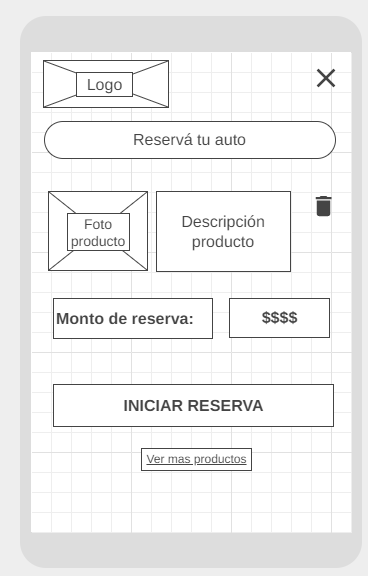 Logo
Reservá tu auto
Foto
producto
Descripción
producto
Monto de reserva:
$$$$
INICIAR RESERVA
Ver mas productos